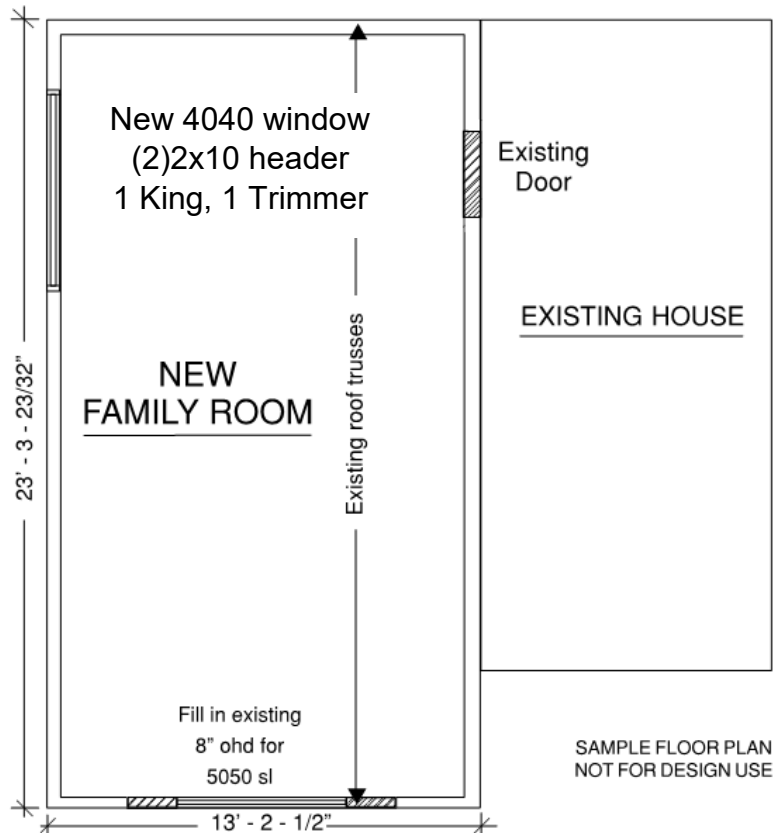 New 4040 window
(2)2x10 header
1 King, 1 Trimmer
Existing
Door
EXISTING HOUSE
Existing roof trusses
23' - 3 - 23/32"
NEW
FAMILY ROOM
Fill in existing
8" ohd for
5050 sl
SAMPLE FLOOR PLAN
NOT FOR DESIGN USE
13' - 2 - 1/2"